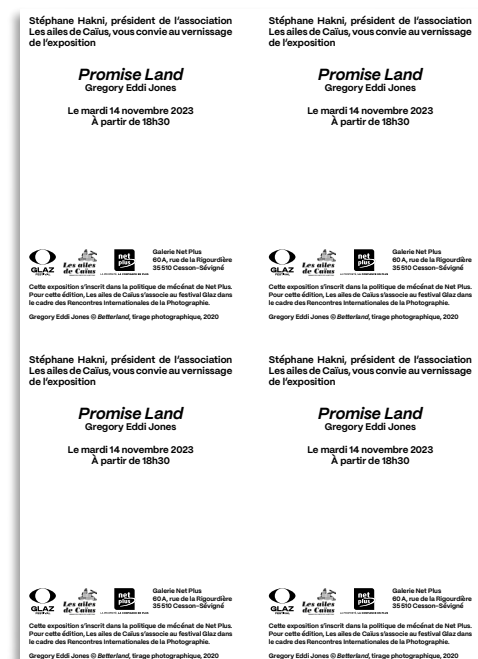 Stéphane Hakni, président de l'association
Les ailes de Caïus, vous convie au vernissage
de l'exposition
Promise Land
Gregory Eddi Jones
Le mardi 14 novembre 2023
À partir de 18h30
GLAZ
FESTIVAL
Les ailes
de Caïus
net
plus
Galerie Net Plus
60 A, rue de la Rigourdière
35510 Cesson-Sévigné
Cette exposition s'inscrit dans la politique de mécénat de Net Plus.
Pour cette édition, Les ailes de Caïus s'associe au festival Glaz dans
le cadre des Rencontres Internationales de la Photographie.
Gregory Eddi Jones © Betterland, tirage photographique, 2020
Stéphane Hakni, président de l'association
Les ailes de Caïus, vous convie au vernissage
de l'exposition
Promise Land
Gregory Eddi Jones
Le mardi 14 novembre 2023
À partir de 18h30
GLAZ
FESTIVAL
Les ailes
de Caïus
net
plus
Galerie Net Plus
60 A, rue de la Rigourdière
35510 Cesson-Sévigné
Cette exposition s'inscrit dans la politique de mécénat de Net Plus.
Pour cette édition, Les ailes de Caïus s'associe au festival Glaz dans
le cadre des Rencontres Internationales de la Photographie.
Gregory Eddi Jones © Betterland, tirage photographique, 2020
Stéphane Hakni, président de l'association
Les ailes de Caïus, vous convie au vernissage
de l'exposition
Promise Land
Gregory Eddi Jones
Le mardi 14 novembre 2023
À partir de 18h30
GLAZ
FESTIVAL
Les ailes
de Caïus
net
plus
Galerie Net Plus
60 A, rue de la Rigourdière
35510 Cesson-Sévigné
Cette exposition s'inscrit dans la politique de mécénat de Net Plus.
Pour cette édition, Les ailes de Caïus s'associe au festival Glaz dans
le cadre des Rencontres Internationales de la Photographie.
Gregory Eddi Jones © Betterland, tirage photographique, 2020
Stéphane Hakni, président de l'association
Les ailes de Caïus, vous convie au vernissage
de l'exposition
Promise Land
Gregory Eddi Jones
Le mardi 14 novembre 2023
À partir de 18h30
GLAZ
FESTIVAL
Les ailes
de Caïus
net
plus
Galerie Net Plus
60 A, rue de la Rigourdière
35510 Cesson-Sévigné
Cette exposition s'inscrit dans la politique de mécénat de Net Plus.
Pour cette édition, Les ailes de Caïus s'associe au festival Glaz dans
le cadre des Rencontres Internationales de la Photographie.
Gregory Eddi Jones © Betterland, tirage photographique, 2020